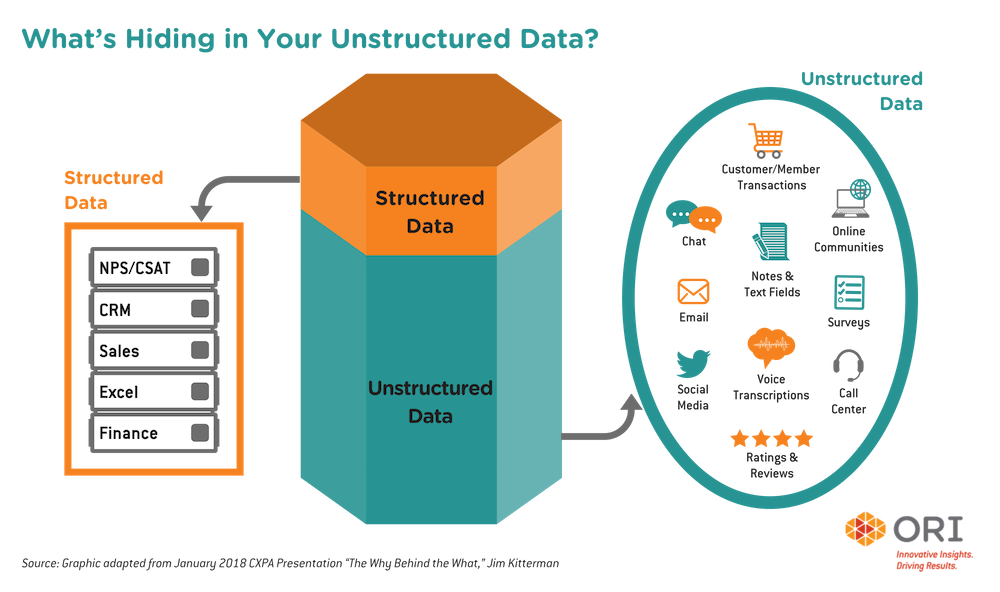 What's Hiding in Your Unstructured Data?
Structured
Data
NPS/CSAT
CRM
Sales
Excel
Finance
Structured
Data
Unstructured
Data
Unstructured
Data
Customer/Member
Transactions
Chat
Online
Communities
Notes &
Text Fields
Email
Surveys
Social
Media
Voice
Transcriptions
Call
Center
Ratings &
Reviews
ORI
Innovative Insights.
Driving Results.
Source: Graphic adapted from January 2018 CXPA Presentation “The Why Behind the What,” Jim Kitterman